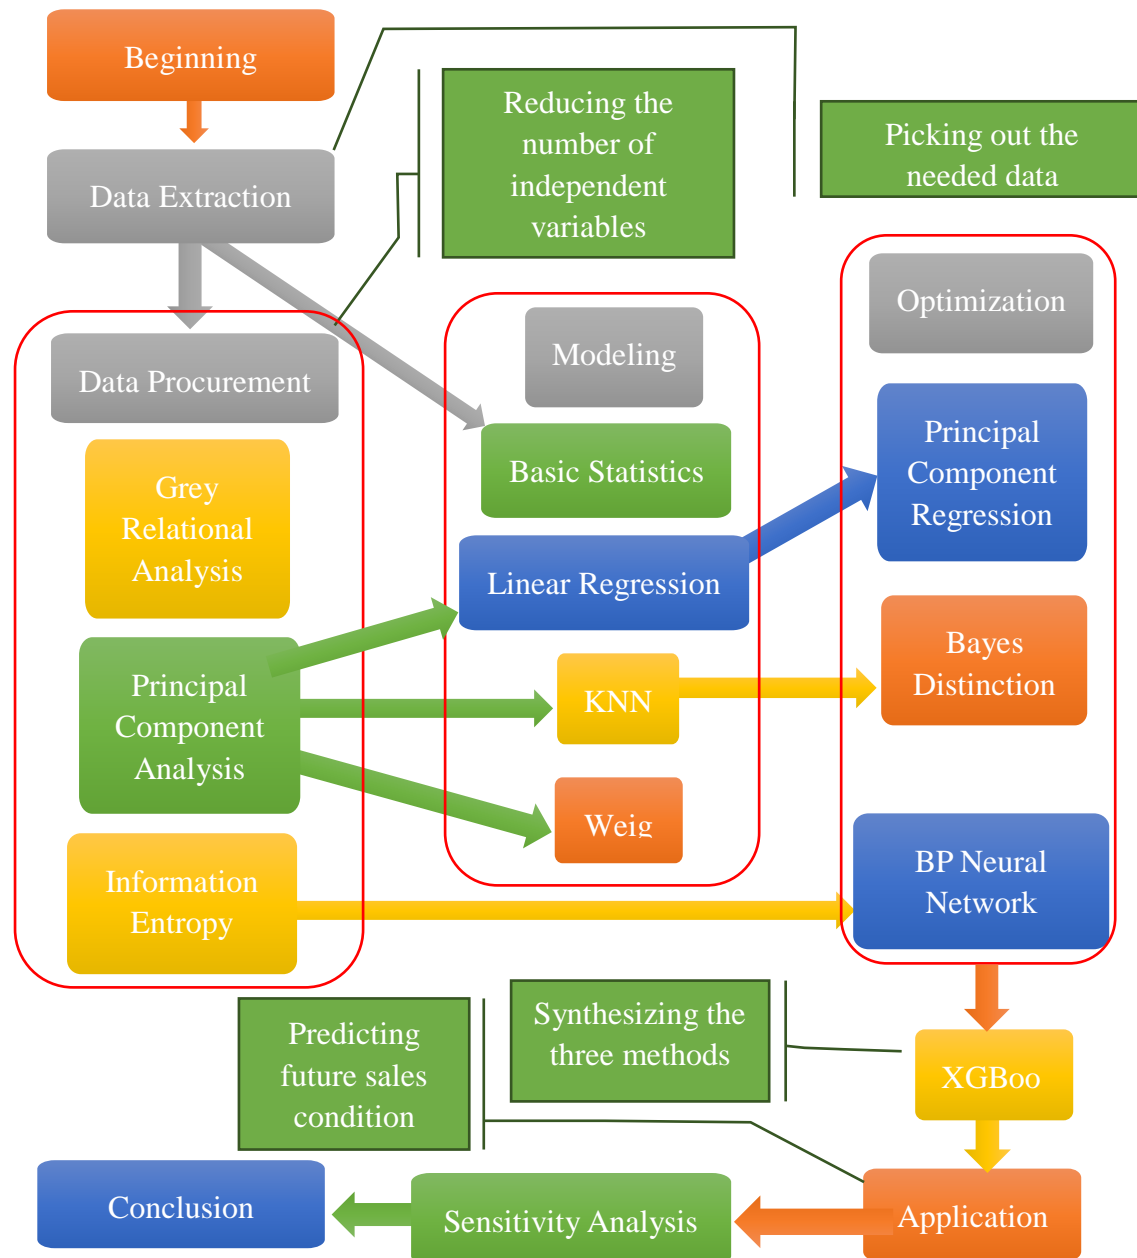 Beginning
Reducing the
number of
independent
variables
Picking out the
needed data
Data Extraction
Data Procurement
Grey
Relational
Analysis
Principal
Component
Analysis
Information
Entropy
Modeling
Basic Statistics
Linear Regression
KNN
Weig
Optimization
Principal
Component
Regression
Bayes
Distinction
BP Neural
Network
Predicting
future sales
condition
Synthesizing the
three methods
XGBoo
Conclusion
Sensitivity Analysis
Application